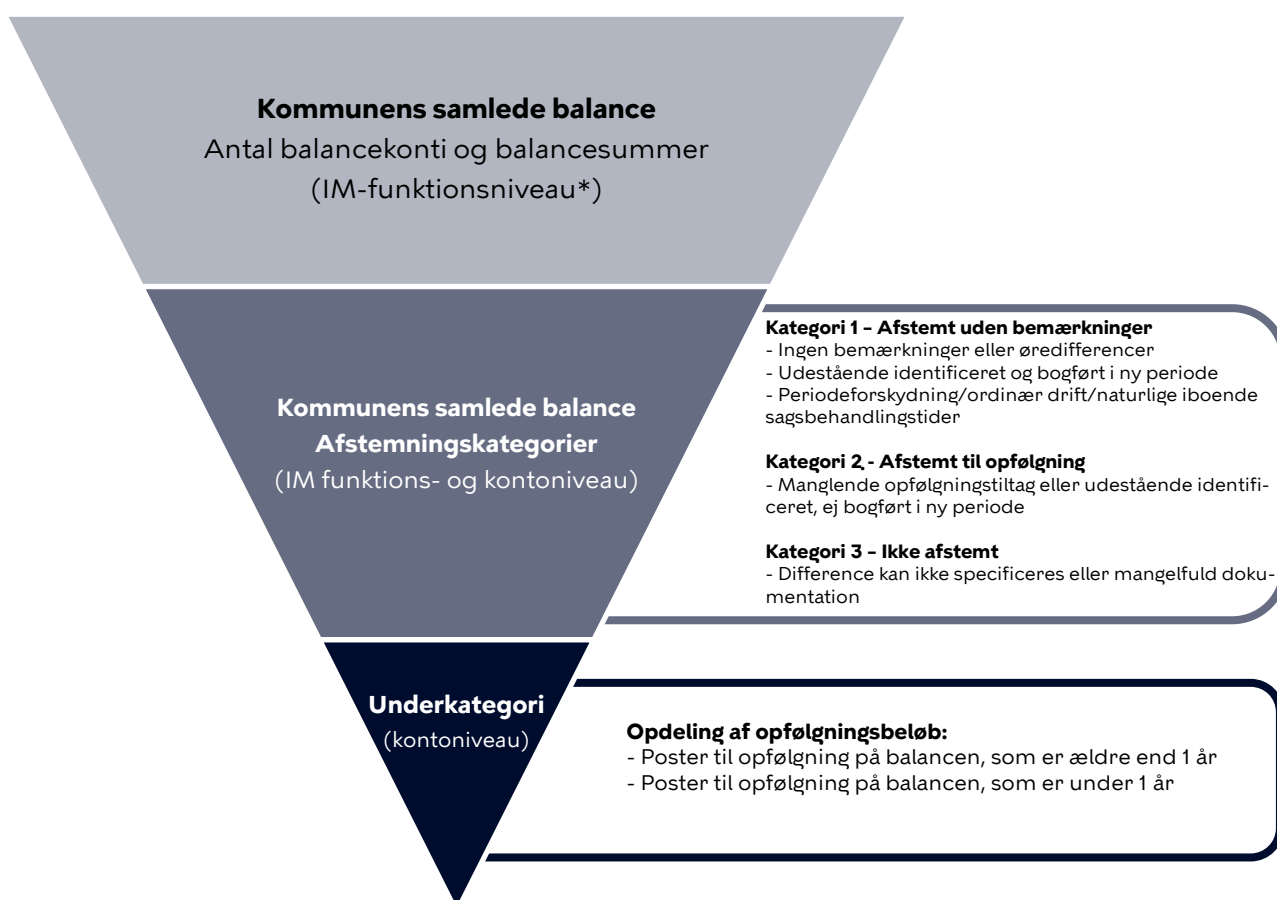 Kommunens samlede balance
Antal balancekonti og balancesummer
(IM-funktionsniveau*)
Kommunens samlede balance
Afstemningskategorier
(IM funktions- og kontoniveau)
Kategori 1 – Afstemt uden bemærkninger
- Ingen bemærkninger eller øredifferencer
- Udestående identificeret og bogført i ny periode
- Periodeforskydning/ordinær drift/naturlige iboende
sagsbehandlingstider
Kategori 2 - Afstemt til opfølgning
- Manglende opfølgningstiltag eller udestående identifi-
ceret, ej bogført i ny periode
Kategori 3 – Ikke afstemt
- Difference kan ikke specificeres eller mangelfuld doku-
mentation
Underkategori
(kontoniveau)
Opdeling af opfølgningsbeløb:
- Poster til opfølgning på balancen, som er ældre end 1 år
- Poster til opfølgning på balancen, som er under 1 år